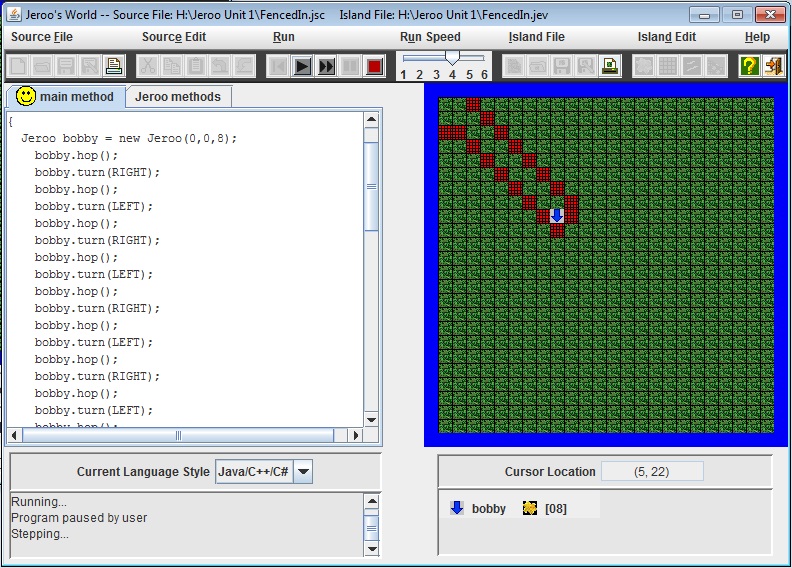 Jeroo's World -- Source File: H:\Jeroo Unit 1\FencedIn.jsc Island File: H:\Jeroo Unit 1\FencedIn.jev
Source File Source Edit Run Run Speed Island File Island Edit Help
1 2 3 4 5 6
main method Jeroo methods
{
Jeroo bobby = new Jeroo(0,0,8);
bobby.hop();
bobby.turn(RIGHT);
bobby.hop();
bobby.turn(LEFT);
bobby.hop();
bobby.turn(RIGHT);
bobby.hop();
bobby.turn(LEFT);
bobby.hop();
bobby.turn(RIGHT);
bobby.hop();
bobby.turn(LEFT);
bobby.hop();
bobby.turn(RIGHT);
bobby.hop();
bobby.turn(LEFT);
bobby.hop();
Current Language Style Java/C++/C#
Cursor Location (5, 22)
Running...
Program paused by user
Stepping...
bobby [08]